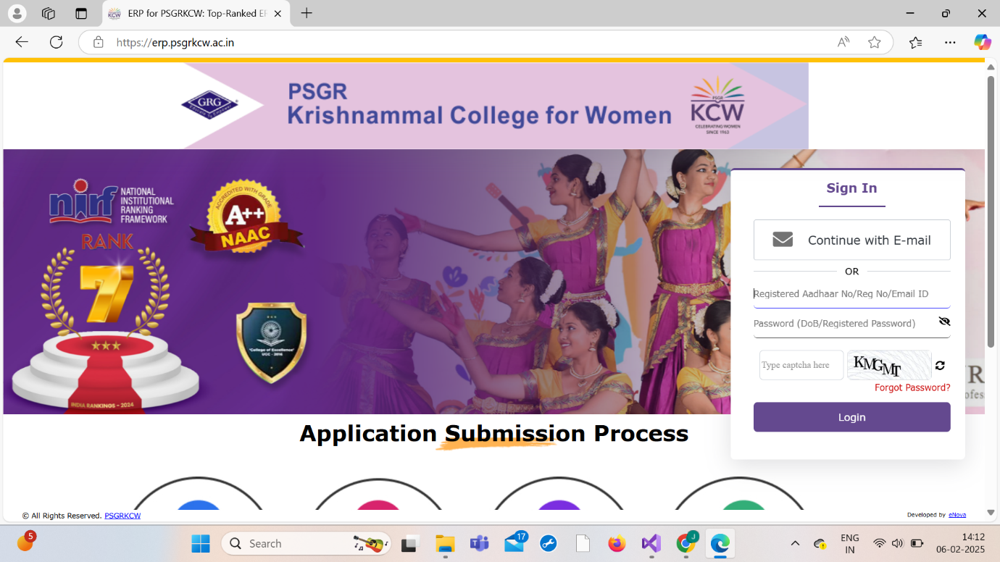 ERP for PSGRKCW: Top-Ranked ER
https://erp.psgrkcw.ac.in
GRG
Educate to Empower
PSGR
Krishnammal College for Women
PSGR
KCW
CELEBRATING WOMEN
SINCE 1963
nirf
NATIONAL
INSTITUTIONAL
RANKING
FRAMEWORK
RANK
7
INDIA RANKINGS - 2024
ACCREDITED WITH GRADE
A++
NAAC
"College of Excellence"
UGC - 2016
Sign In
Continue with E-mail
OR
Registered Aadhaar No/Reg No/Email ID
Password (DoB/Registered Password)
Type captcha here
KMGMT
Forgot Password?
Login
Application Submission Process
© All Rights Reserved. PSGRKCW
Developed by eNova
5
Search
17
J
ENG
IN
14:12
06-02-2025